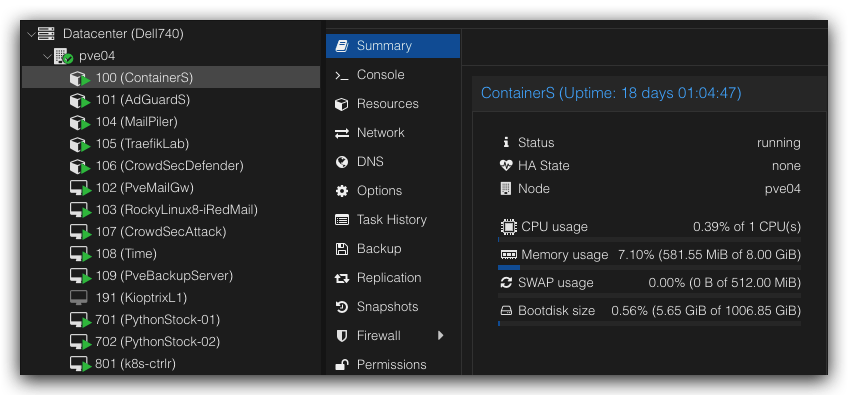 Datacenter (Dell740)
pve04
100 (ContainerS)
101 (AdGuardS)
104 (MailPiler)
105 (TraefikLab)
106 (CrowdSecDefender)
102 (PveMailGw)
103 (RockyLinux8-iRedMail)
107 (CrowdSecAttack)
108 (Time)
109 (PveBackupServer)
191 (KioptrixL1)
701 (PythonStock-01)
702 (PythonStock-02)
801 (k8s-ctrlr)
Summary
Console
Resources
Network
DNS
Options
Task History
Backup
Replication
Snapshots
Firewall
Permissions
ContainerS (Uptime: 18 days 01:04:47)
Status running
HA State none
Node pve04
CPU usage 0.39% of 1 CPU(s)
Memory usage 7.10% (581.55 MiB of 8.00 GiB)
SWAP usage 0.00% (0 B of 512.00 MiB)
Bootdisk size 0.56% (5.65 GiB of 1006.85 GiB)